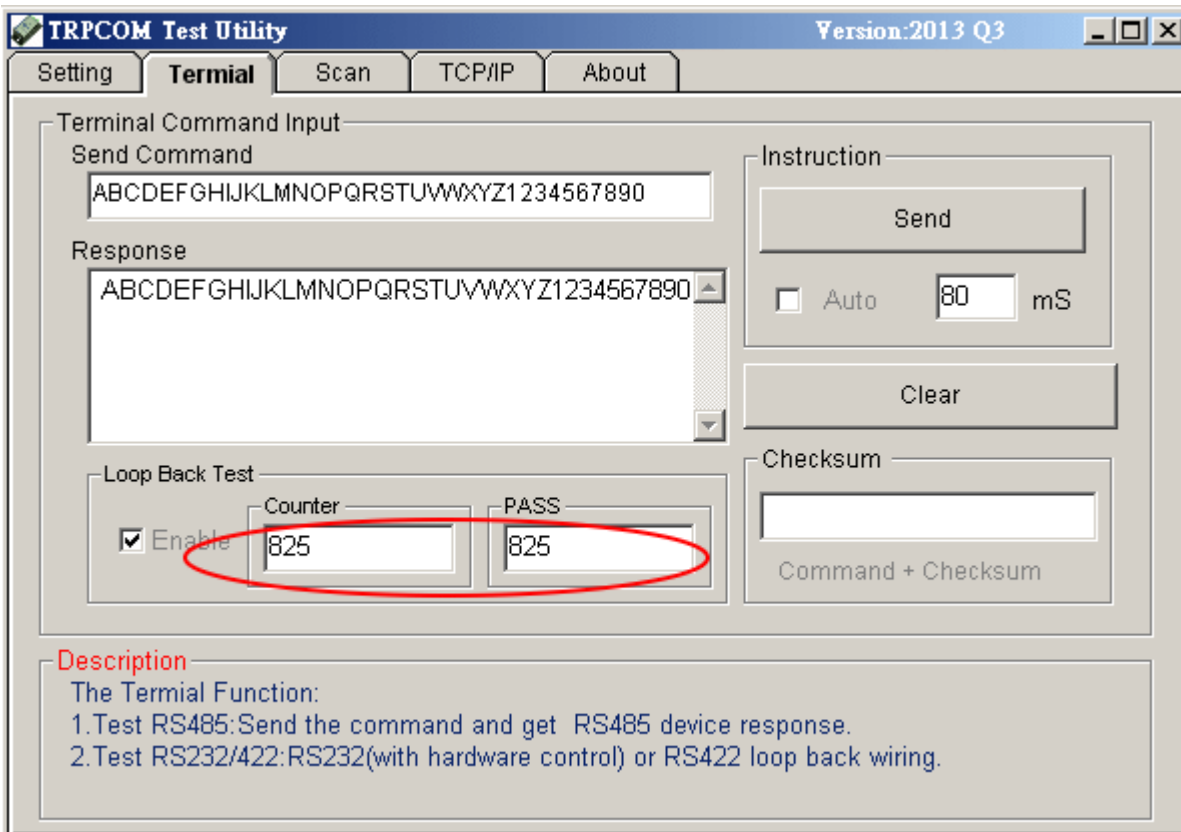 TRPCOM Test Utility Version:2013 Q3
Setting Termial Scan TCP/IP About
Terminal Command Input
Send Command
ABCDEFGHIJKLMNOPQRSTUVWXYZ1234567890
Instruction
Send
Response
ABCDEFGHIJKLMNOPQRSTUVWXYZ1234567890
Auto 80 mS
Clear
Loop Back Test
Enable
Counter
825
PASS
825
Checksum
Command + Checksum
Description
The Termial Function:
1.Test RS485:Send the command and get  RS485 device response.
2.Test RS232/422:RS232(with hardware control) or RS422 loop back wiring.